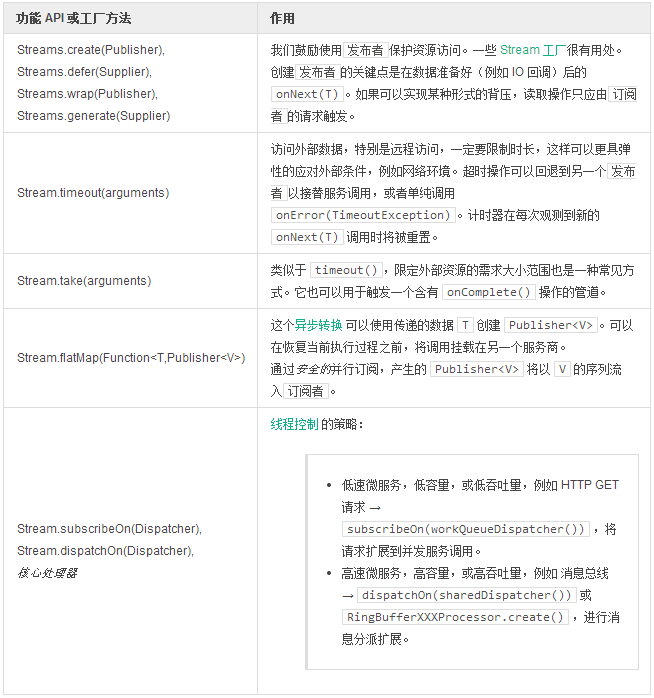 功能 API 或工厂方法
作用
Streams.create(Publisher),
Streams.defer(Supplier),
Streams.wrap(Publisher),
Streams.generate(Supplier)
我们鼓励使用 发布者 保护资源访问。一些 Stream 工厂很有用处。
创建 发布者 的关键点是在数据准备好（例如 IO 回调）后的
onNext(T) 。如果可以实现某种形式的背压，读取操作只应由 订阅
者 的请求触发。
Stream.timeout(arguments)
访问外部数据，特别是远程访问，一定要限制时长，这样可以更具弹
性的应对外部条件，例如网络环境。超时操作可以回退到另一个 发布
者 以接替服务调用，或者单纯调用
onError(TimeoutException) 。计时器在每次观测到新的
onNext(T) 调用时将被重置。
Stream.take(arguments)
类似于 timeout() ，限定外部资源的需求大小范围也是一种常见方
式。它也可以用于触发一个含有 onComplete() 操作的管道。
Stream.flatMap(Function<T,Publisher<V>)
这个异步转换 可以使用传递的数据 T 创建 Publisher<V> 。可以
在恢复当前执行过程之前，将调用挂载在另一个服务商。
通过安全的并行订阅，产生的 Publisher<V> 将以 V 的序列流
入 订阅者 。
Stream.subscribeOn(Dispatcher),
Stream.dispatchOn(Dispatcher),
核心处理器
线程控制 的策略：
• 低速微服务，低容量，或低吞吐量，例如 HTTP GET
请求 →
subscribeOn(workQueueDispatcher()) ，将
请求扩展到并发服务调用。
• 高速微服务，高容量，或高吞吐量，例如 消息总线
→ dispatchOn(sharedDispatcher()) 或
RingBufferXXXProcessor.create() ，进行消
息分派扩展。